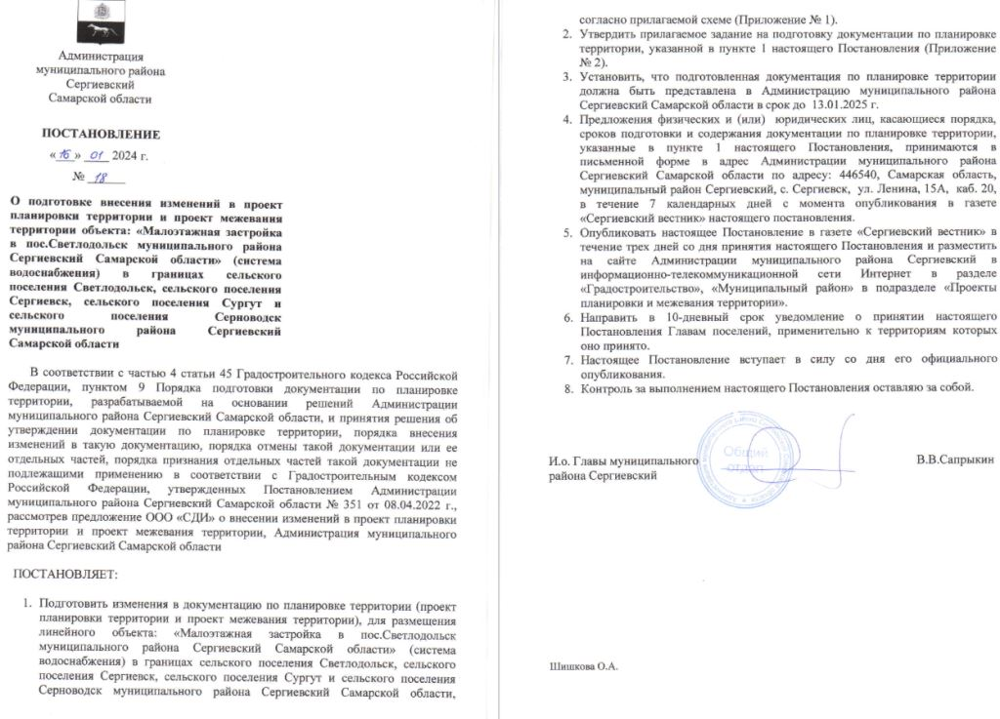 Администрация
муниципального района
Сергиевский
Самарской области
ПОСТАНОВЛЕНИЕ
«16» 01 2024 г.
№ 18
О подготовке внесения изменений в проект
планировки территории и проект межевания
территории объекта: «Малоэтажная застройка
в пос.Светлодольск муниципального района
Сергиевский Самарской области» (система
водоснабжения) в границах сельского
поселения Светлодольск, сельского поселения
Сергиевск, сельского поселения Сургут и
сельского поселения Серноводск
муниципального района Сергиевский
Самарской области
В соответствии с частью 4 статьи 45 Градостроительного кодекса Российской
Федерации, пунктом 9 Порядка подготовки документации по планировке
территории, разрабатываемой на основании решений Администрации
муниципального района Сергиевский Самарской области, и принятия решения об
утверждении документации по планировке территории, порядка внесения
изменений в такую документацию, порядка отмены такой документации или ее
отдельных частей, порядка признания отдельных частей такой документации не
подлежащими применению в соответствии с Градостроительным кодексом
Российской Федерации, утвержденных Постановлением Администрации
муниципального района Сергиевский Самарской области № 351 от 08.04.2022 г.,
рассмотрев предложение ООО «СДИ» о внесении изменений в проект планировки
территории и проект межевания территории, Администрация муниципального
района Сергиевский Самарской области
ПОСТАНОВЛЯЕТ:
1. Подготовить изменения в документацию по планировке территории (проект
планировки территории и проект межевания территории), для размещения
линейного объекта: «Малоэтажная застройка в пос.Светлодольск
муниципального района Сергиевский Самарской области» (система
водоснабжения) в границах сельского поселения Светлодольск, сельского
поселения Сергиевск, сельского поселения Сургут и сельского поселения
Серноводск муниципального района Сергиевский Самарской области,
согласно прилагаемой схеме (Приложение № 1).
2. Утвердить прилагаемое задание на подготовку документации по планировке
территории, указанной в пункте 1 настоящего Постановления (Приложение
№ 2).
3. Установить, что подготовленная документация по планировке территории
должна быть представлена в Администрацию муниципального района
Сергиевский Самарской области в срок до 13.01.2025 г.
4. Предложения физических и (или) юридических лиц, касающиеся порядка,
сроков подготовки и содержания документации по планировке территории,
указанные в пункте 1 настоящего Постановления, принимаются в
письменной форме в адрес Администрации муниципального района
Сергиевский Самарской области по адресу: 446540, Самарская область,
муниципальный район Сергиевский, с. Сергиевск, ул. Ленина, 15А, каб. 20,
в течение 7 календарных дней с момента опубликования в газете
«Сергиевский вестник» настоящего постановления.
5. Опубликовать настоящее Постановление в газете «Сергиевский вестник» в
течение трех дней со дня принятия настоящего Постановления и разместить
на сайте Администрации муниципального района Сергиевский в
информационно-телекоммуникационной сети Интернет в разделе
«Градостроительство», «Муниципальный район» в подразделе «Проекты
планировки и межевания территории».
6. Направить в 10-дневный срок уведомление о принятии настоящего
Постановления Главам поселений, применительно к территориям которых
оно принято.
7. Настоящее Постановление вступает в силу со дня его официального
опубликования.
8. Контроль за выполнением настоящего Постановления оставляю за собой.
Общий
отдел
И.о. Главы муниципального
района Сергиевский
В.В.Сапрыкин
Шишкова О.А.